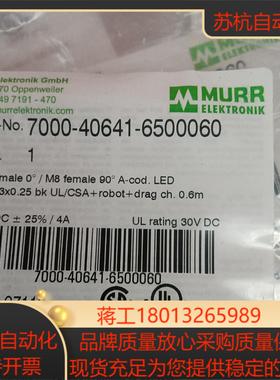 苏杭自动
elektronik GmbH
70 Oppenweiler
49 7191 - 470
murrelektronik.com
MURR
ELEKTRONIK
-No. 7000-40641-6500060
1
female 0° / M8 female 90° A-cod. LED
3x0.25 bk UL/CSA+robot+drag ch. 0.6m
DC ± 25% / 4A
UL rating 30V DC
7000-40641-6500060
蒋工18013265989
自动化
开票
品牌质量放心采购质量保
现货充足为您提供稳定的